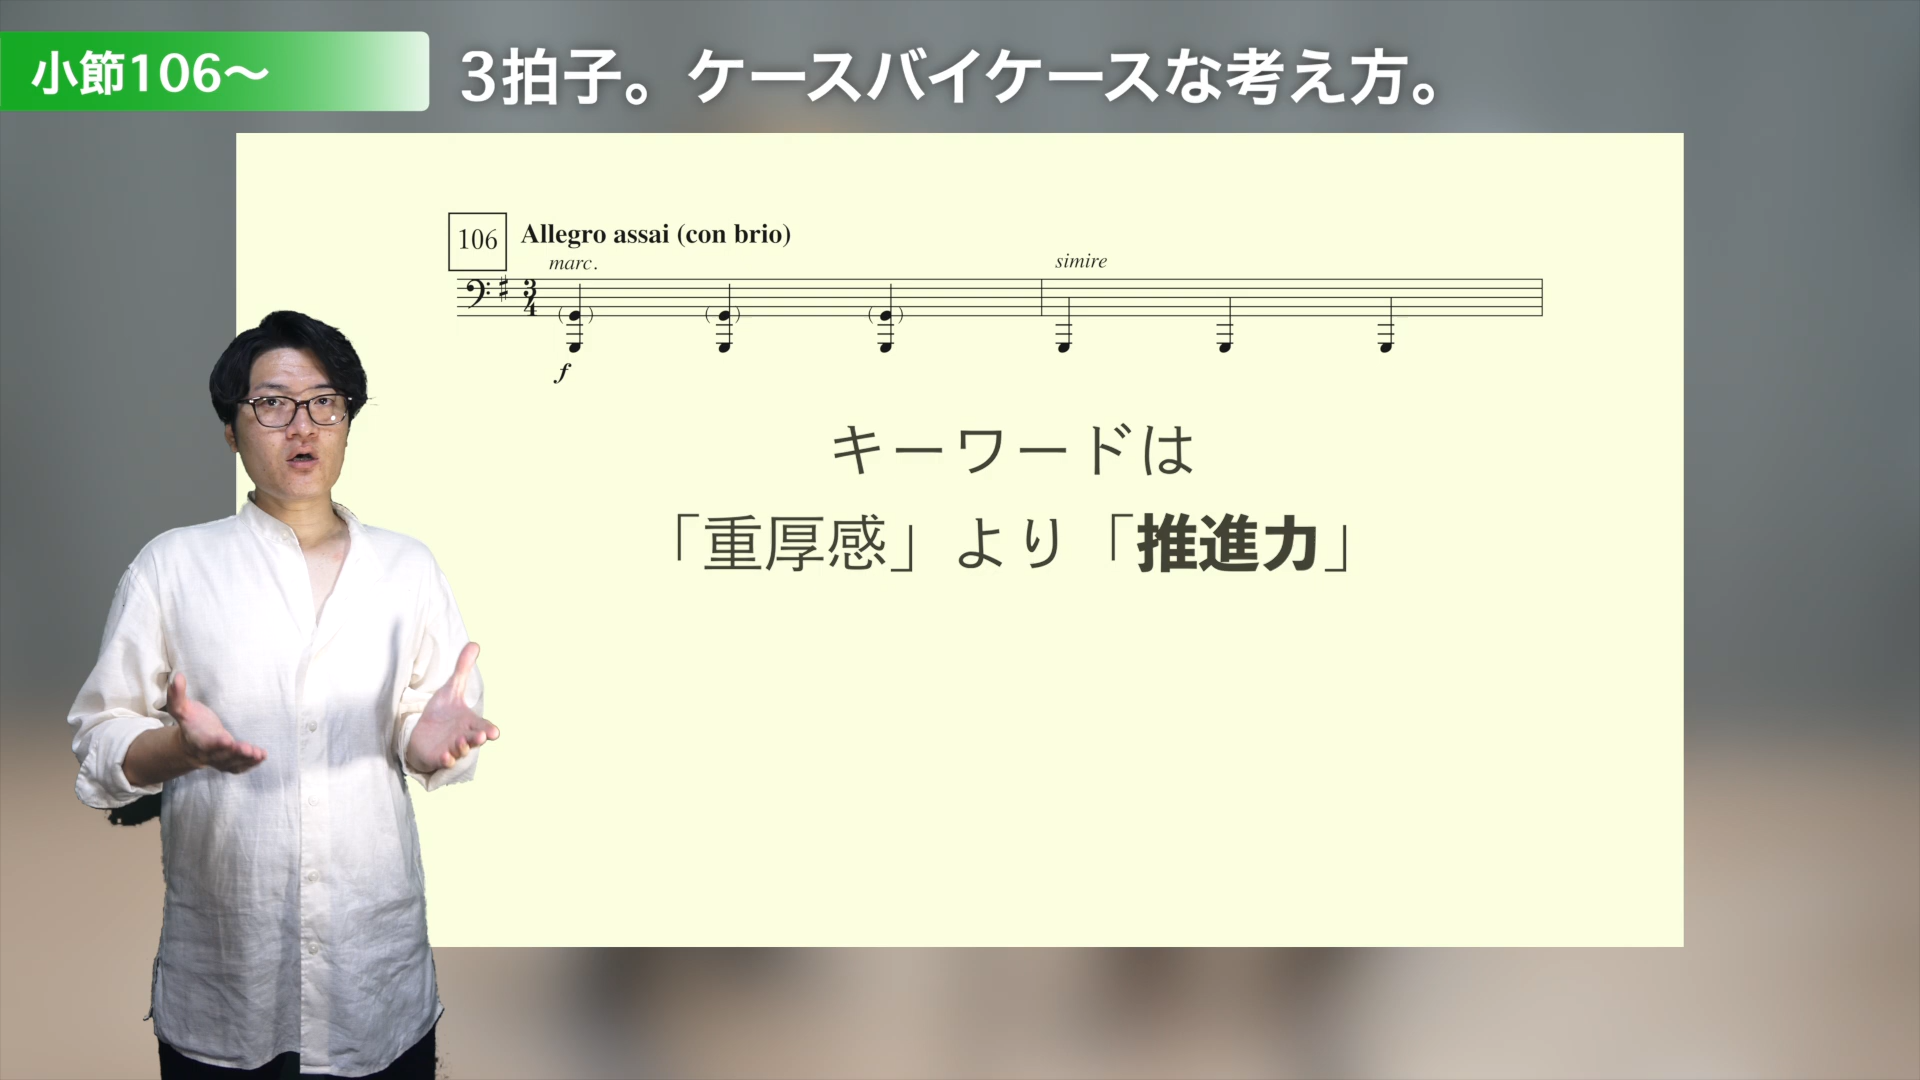 小節106〜
3拍子。ケースバイケースな考え方。
106
Allegro assai (con brio)
marc.
simire
3
4
f
キーワードは
「重厚感」より「推進力」